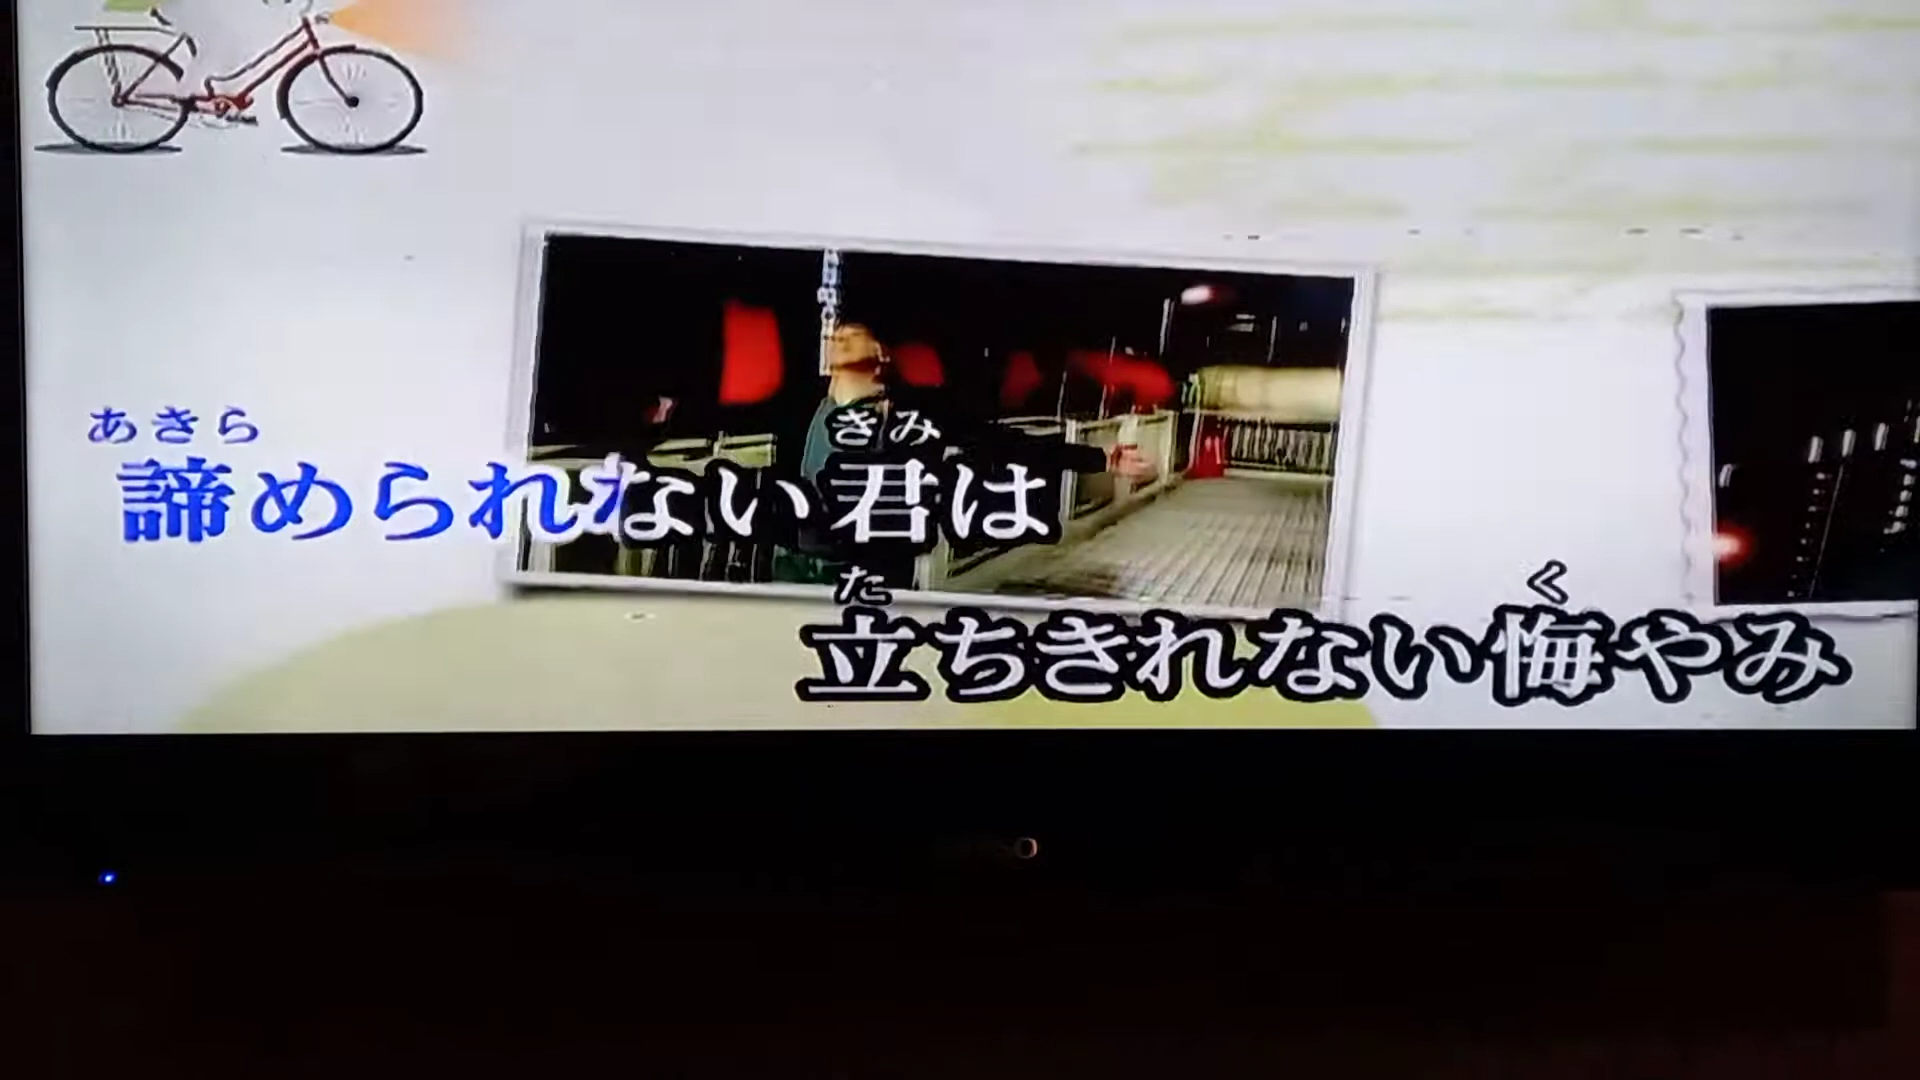 あきら
きみ
諦められない君は
た
く
立ちきれない悔やみ